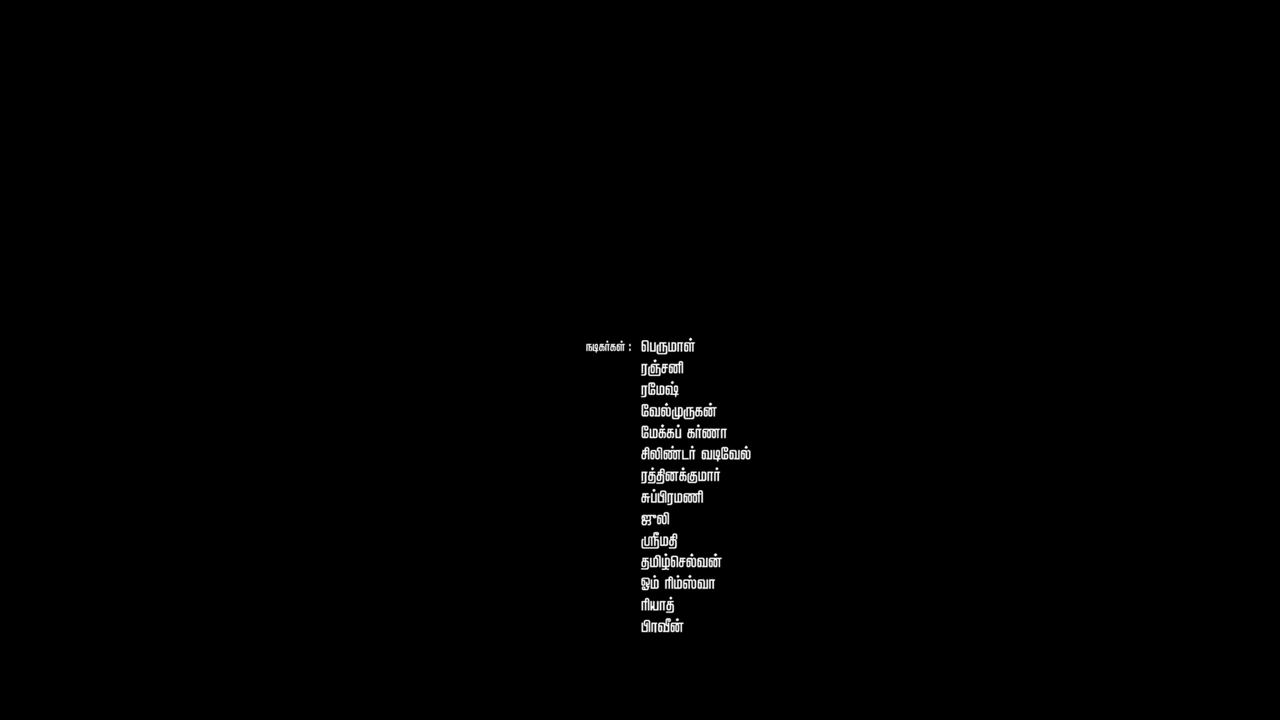 நடிகர்கள் : பெருமாள்
ரஞ்சனி
ரமேஷ்
வேல்முருகன்
மேக்கப் கர்ணா
சிலிண்டர் வடிவேல்
ரத்தினக்குமார்
சுப்பிரமணி
ஜுலி
ஸ்ரீமதி
தமிழ்செல்வன்
ஓம் ரிம்ஸ்வா
ரியாத்
பிரவீன்